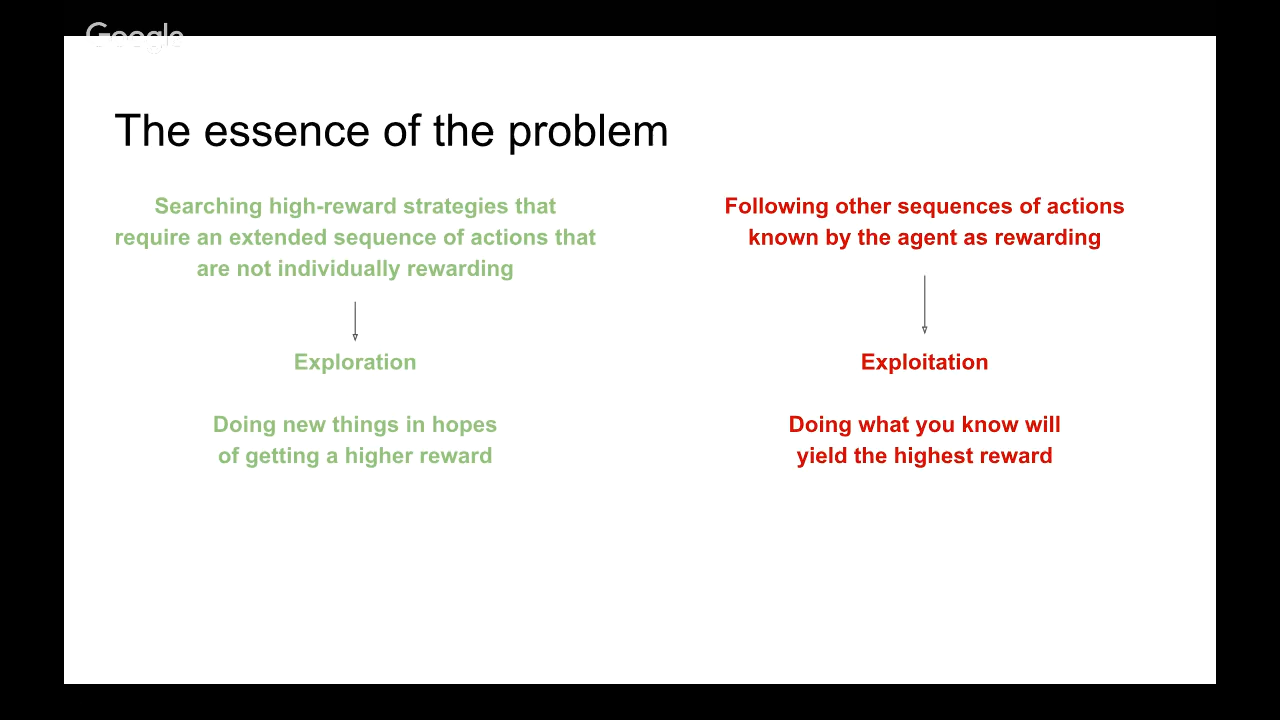 Google
The essence of the problem
Searching high-reward strategies that
require an extended sequence of actions that
are not individually rewarding
Exploration
Doing new things in hopes
of getting a higher reward
Following other sequences of actions
known by the agent as rewarding
Exploitation
Doing what you know will
yield the highest reward